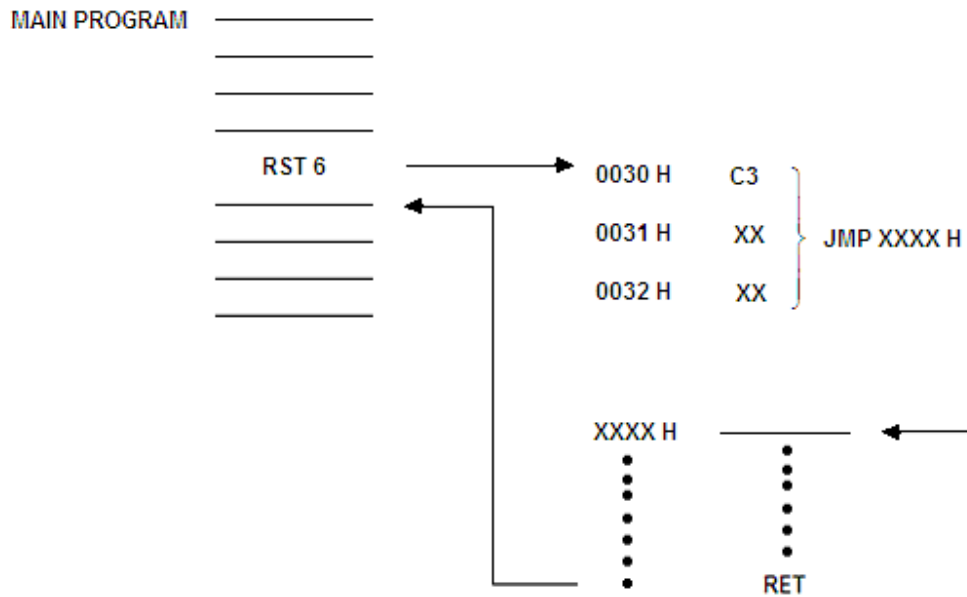 MAIN PROGRAM
RST 6
0030 H C3
0031 H XX
JMP XXXX H
0032 H XX
XXXX H
RET